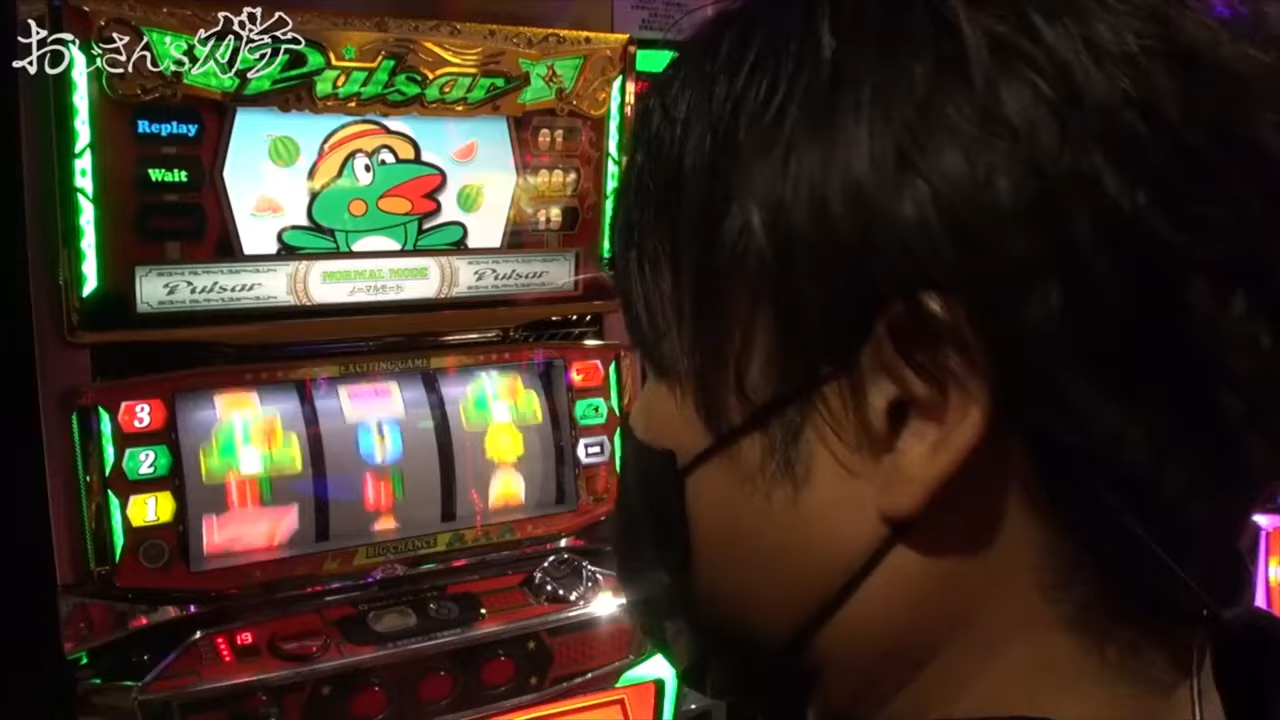 おじさん'sガチ
Pulsar
Replay
Wait
01
NORMAL MODE
ノーマルモード
Pulsar
Pulsar
EXCITING GAME
3
2
1
BIG CHANCE
19